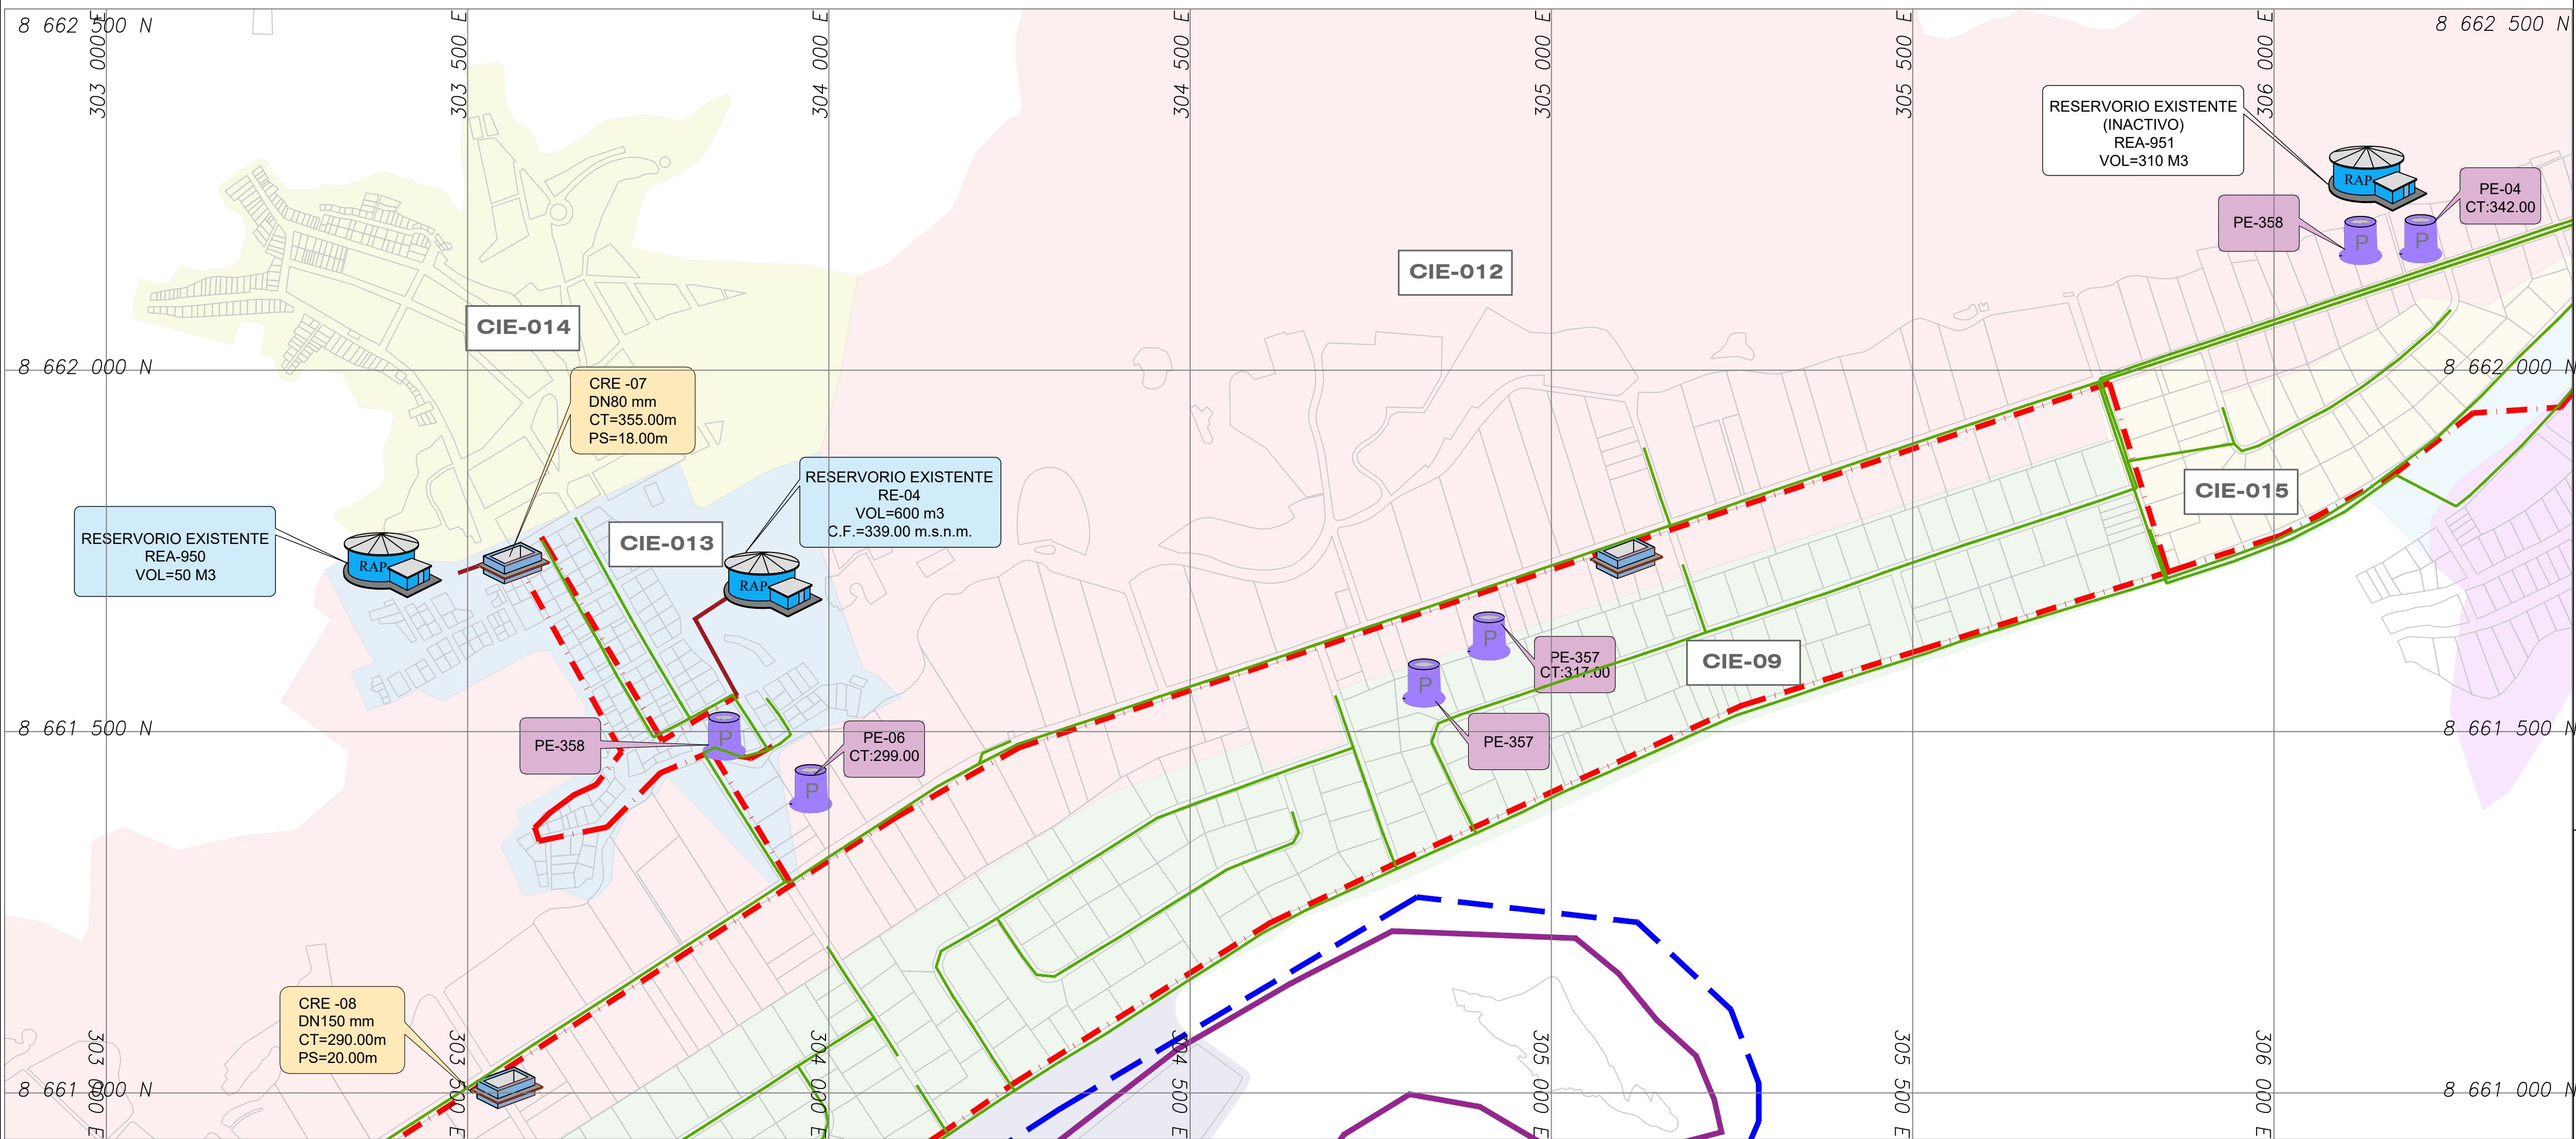 8 662 500 N
8 662 500 N
303 000 E
303 500 E
304 000 E
304 500 E
305 000 E
305 500 E
306 000 E
RESERVORIO EXISTENTE
(INACTIVO)
REA-951
VOL=310 M3
RAP
PE-04
CT:342.00
PE-358
P
P
CIE-012
CIE-014
8 662 000 N
8 662 000 N
CRE -07
DN80 mm
CT=355.00m
PS=18.00m
RESERVORIO EXISTENTE
RE-04
VOL=600 m3
C.F.=339.00 m.s.n.m.
CIE-015
RESERVORIO EXISTENTE
REA-950
VOL=50 M3
RAP
CIE-013
RAP
P
PE-357
CT:317.00
CIE-09
P
PE-357
8 661 500 N
8 661 500 N
PE-358
P
PE-06
CT:299.00
P
CRE -08
DN150 mm
CT=290.00m
PS=20.00m
8 661 000 N
8 661 000 N
303 000 E
303 500 E
304 000 E
304 500 E
305 000 E
305 500 E
306 000 E